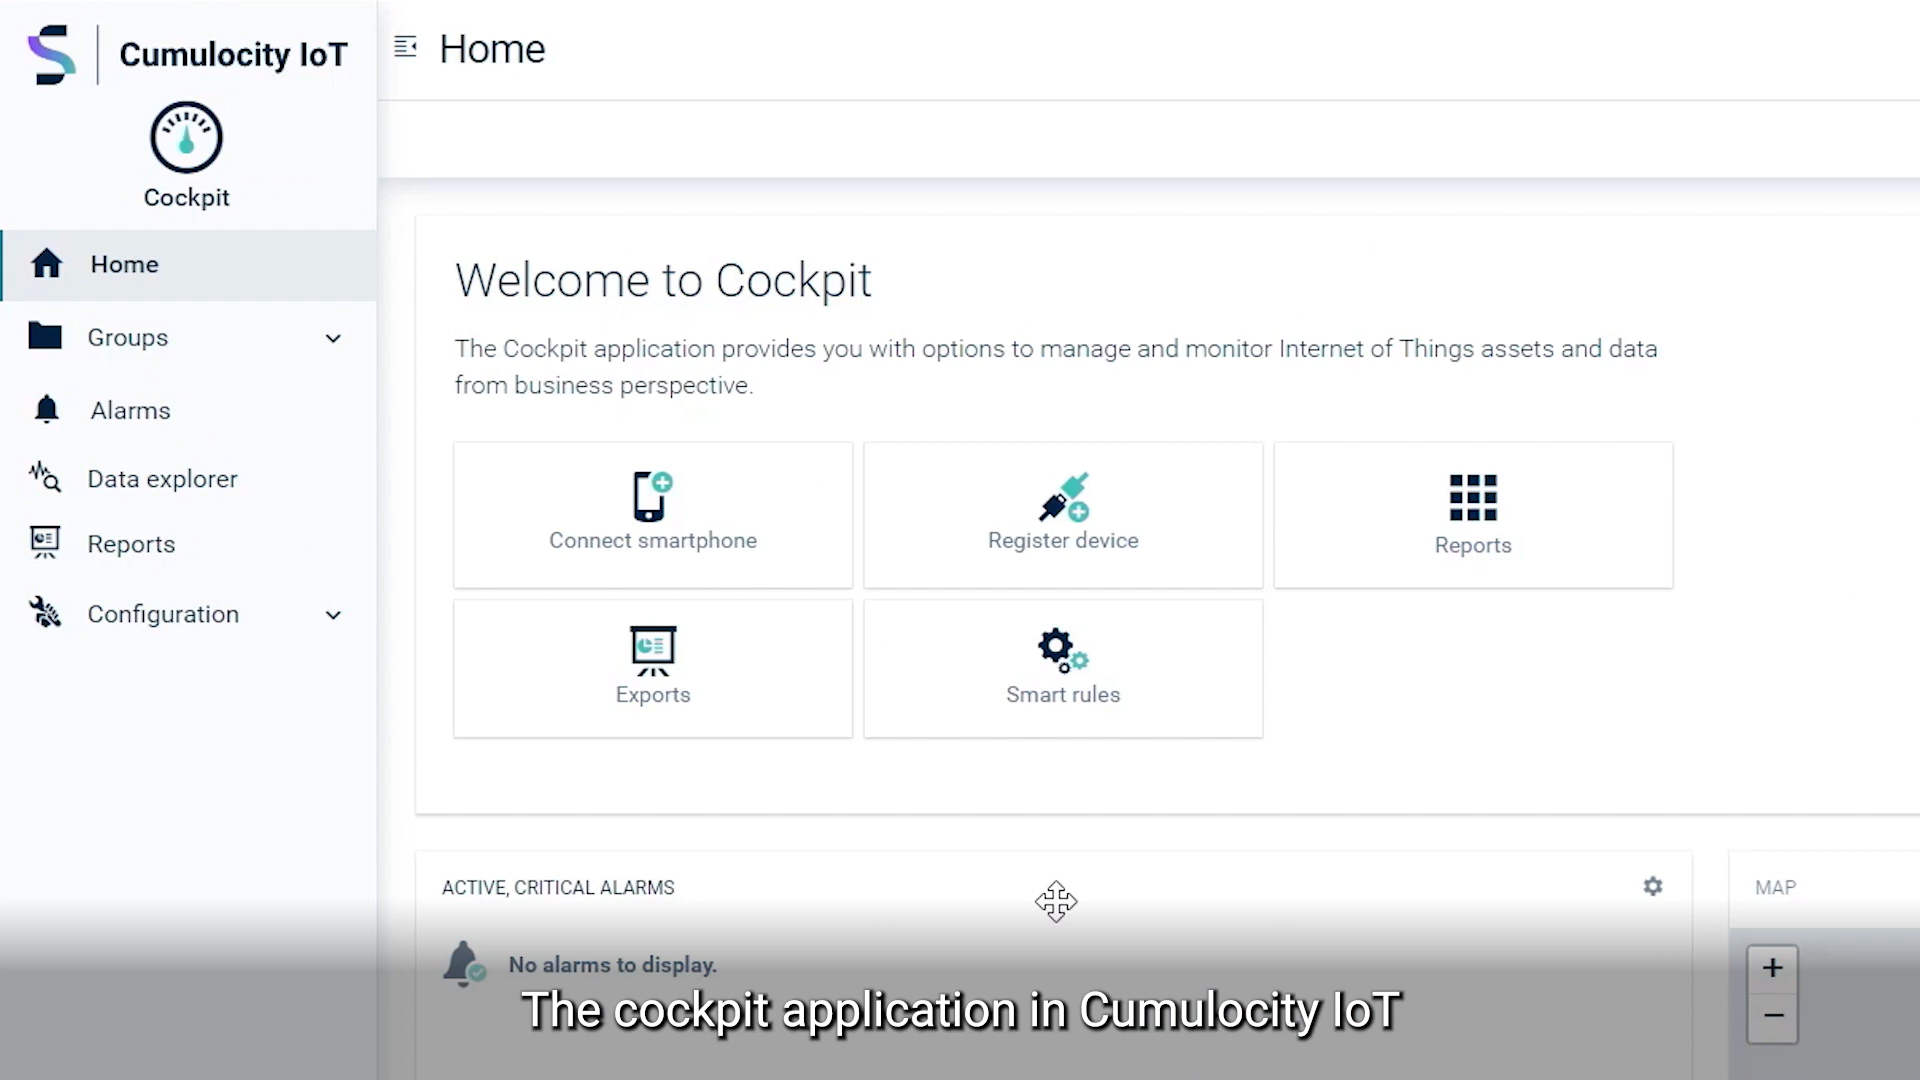 Cumulocity IoT
Cockpit
Home
Groups
Alarms
Data explorer
Reports
Configuration
Home
Welcome to Cockpit
The Cockpit application provides you with options to manage and monitor Internet of Things assets and data
from business perspective.
Connect smartphone
Register device
Reports
Exports
Smart rules
ACTIVE, CRITICAL ALARMS
No alarms to display.
MAP
+
−
The cockpit application in Cumulocity IoT